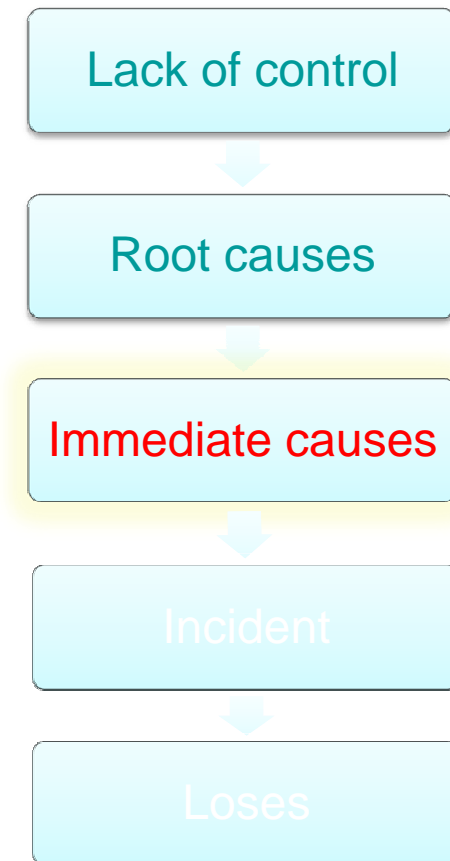 Lack of control
Root causes
Immediate causes
Incident
Loses